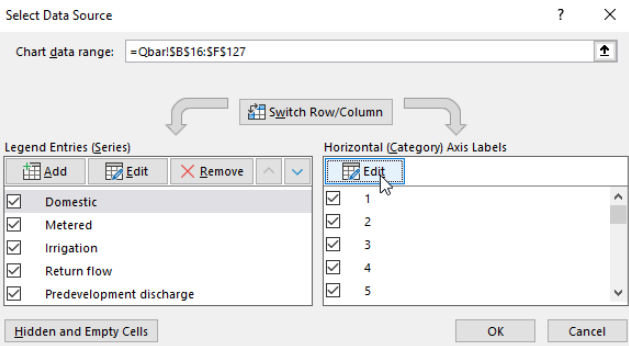 Select Data Source ? ×
Chart data range: =Qbar!$B$16:$F$127
Switch Row/Column
Legend Entries (Series)
Add Edit Remove
Domestic
Metered
Irrigation
Return flow
Predevelopment discharge
Horizontal (Category) Axis Labels
Edit
1
2
3
4
5
Hidden and Empty Cells OK Cancel